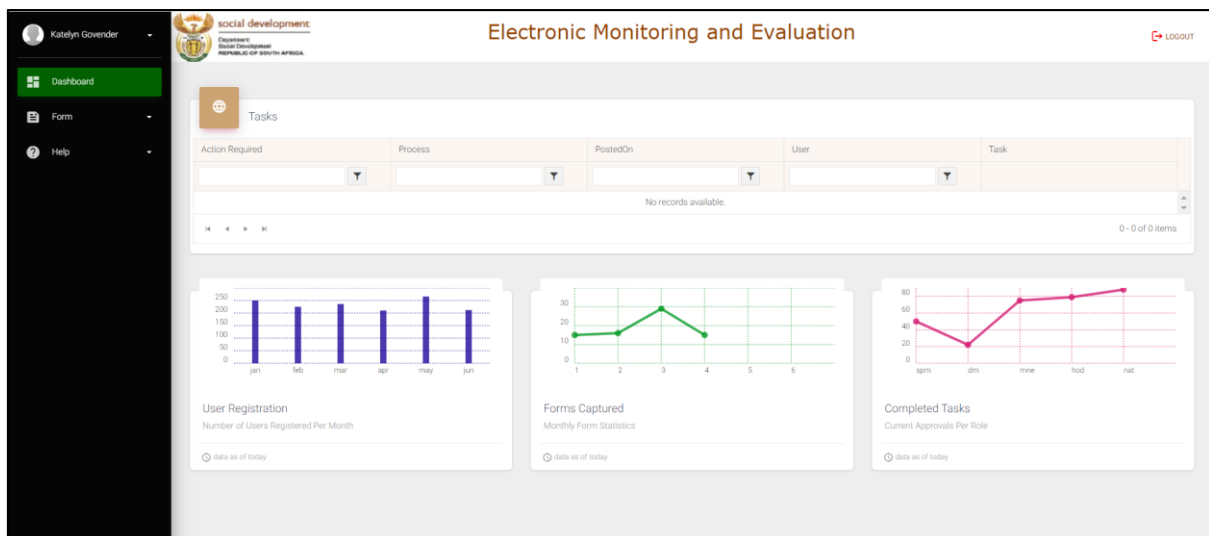 Katelyn Govender
social development
Department:
Social Development
REPUBLIC OF SOUTH AFRICA
Electronic Monitoring and Evaluation
LOGOUT
Dashboard
Form
Help
Tasks
Action Required Process PostedOn User Task
No records available.
0 - 0 of 0 items
250
200
150
100
50
0
jan feb mar apr may jun
User Registration
Number of Users Registered Per Month
data as of today
30
20
10
0
1 2 3 4 5 6
Forms Captured
Monthly Form Statistics
data as of today
80
60
40
20
0
spm dm mne hod nat
Completed Tasks
Current Approvals Per Role
data as of today